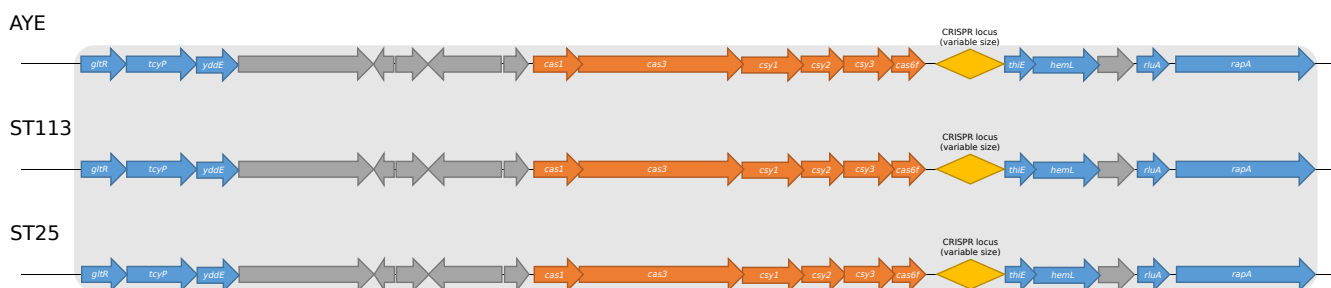 AYE
CRISPR locus
(variable size)
gltR tcyP yddE cas1 cas3 csy1 csy2 csy3 cas6f thiE hemL rluA rapA
ST113
CRISPR locus
(variable size)
gltR tcyP yddE cas1 cas3 csy1 csy2 csy3 cas6f thiE hemL rluA rapA
ST25
CRISPR locus
(variable size)
gltR tcyP yddE cas1 cas3 csy1 csy2 csy3 cas6f thiE hemL rluA rapA